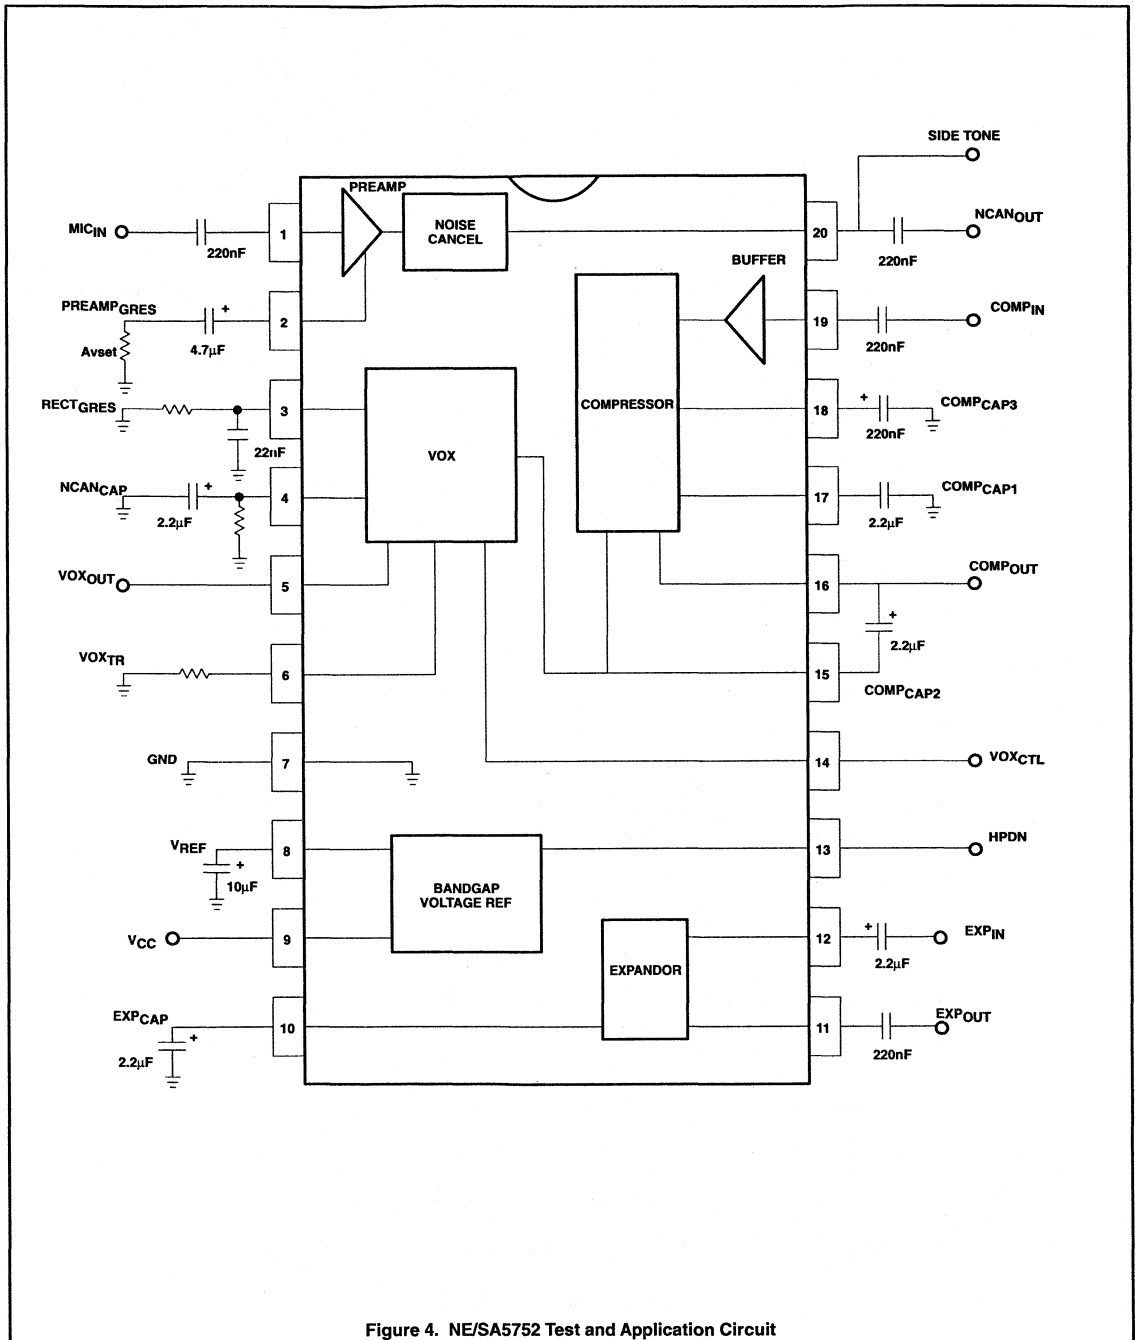 SIDE TONE
PREAMP
MICIN
220nF
1
NOISE
CANCEL
20
NCANOUT
220nF
BUFFER
PREAMPGRES
+
Avset
4.7µF
2
19
COMPIN
220nF
RECTGRES
3
22nF
VOX
COMPRESSOR
18
+
220nF
COMPCAP3
NCANCAP
+
2.2µF
4
17
2.2µF
COMPCAP1
VOXOUT
5
16
COMPOUT
+
2.2µF
VOXTR
6
15
COMPCAP2
GND
7
14
VOXCTL
VREF
+
10µF
8
13
HPDN
BANDGAP
VOLTAGE REF
VCC
9
12
+
2.2µF
EXPIN
EXPANDOR
EXPCAP
+
2.2µF
10
11
220nF
EXPOUT
Figure 4. NE/SA5752 Test and Application Circuit